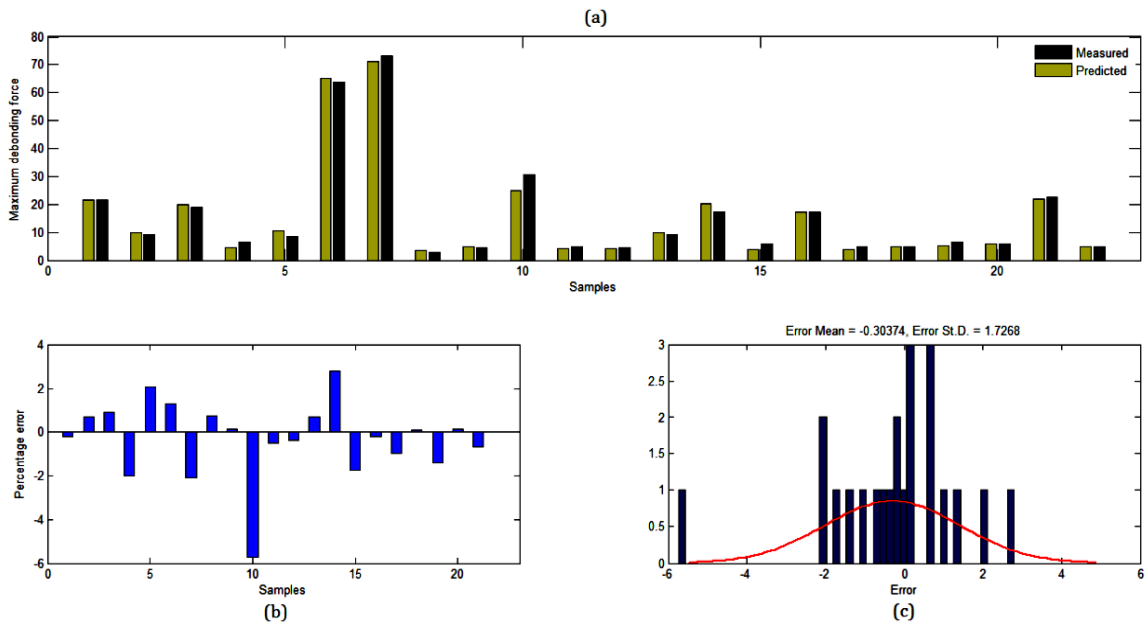 (a)
80
70
60
50
40
30
20
10
0
Maximum debonding force
Measured
Predicted
0 5 10 15 20
Samples
4
2
0
-2
-4
-6
Percentage error
0 5 10 15 20
Samples
(b)
Error Mean = -0.30374, Error St.D. = 1.7268
3
2.5
2
1.5
1
0.5
0
-6 -4 -2 0 2 4 6
Error
(c)